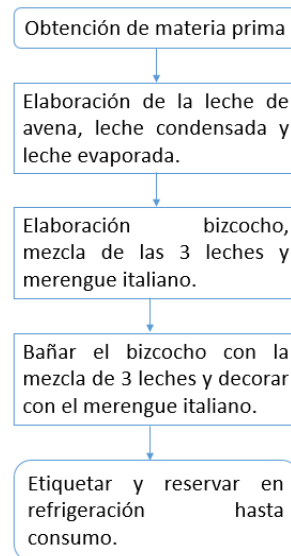 Obtención de materia prima
Elaboración de la leche de
avena, leche condensada y
leche evaporada.
Elaboración bizcocho,
mezcla de las 3 leches y
merengue italiano.
Bañar el bizcocho con la
mezcla de 3 leches y decorar
con el merengue italiano.
Etiquetar y reservar en
refrigeración hasta
consumo.